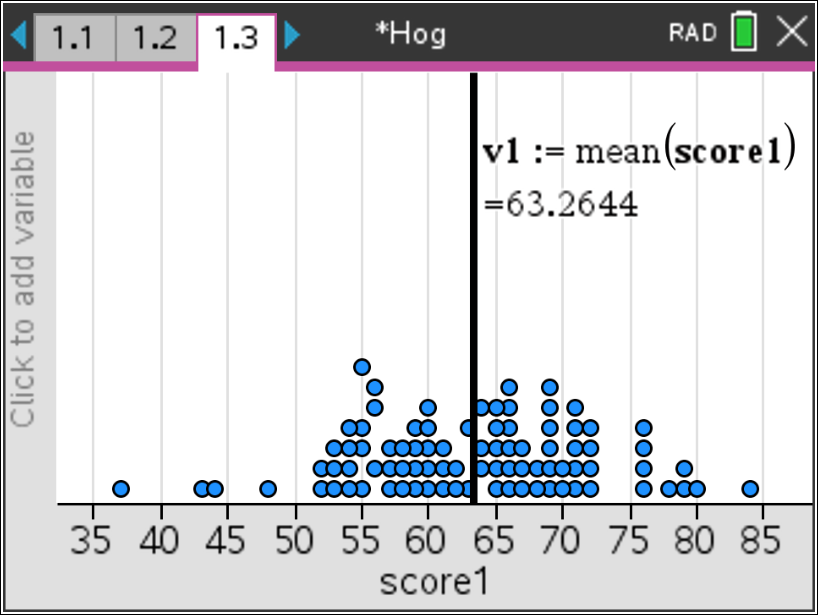 1.1 1.2 1.3 *Hog RAD
v1 := mean(score1)
=63.2644
Click to add variable
35 40 45 50 55 60 65 70 75 80 85
score1